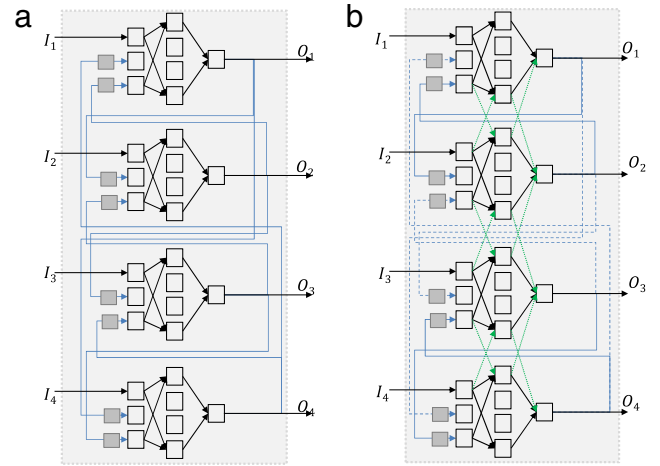 a b
I1 O1 I1 O1
I2 O2 I2 O2
I3 O3 I3 O3
I4 O4 I4 O4